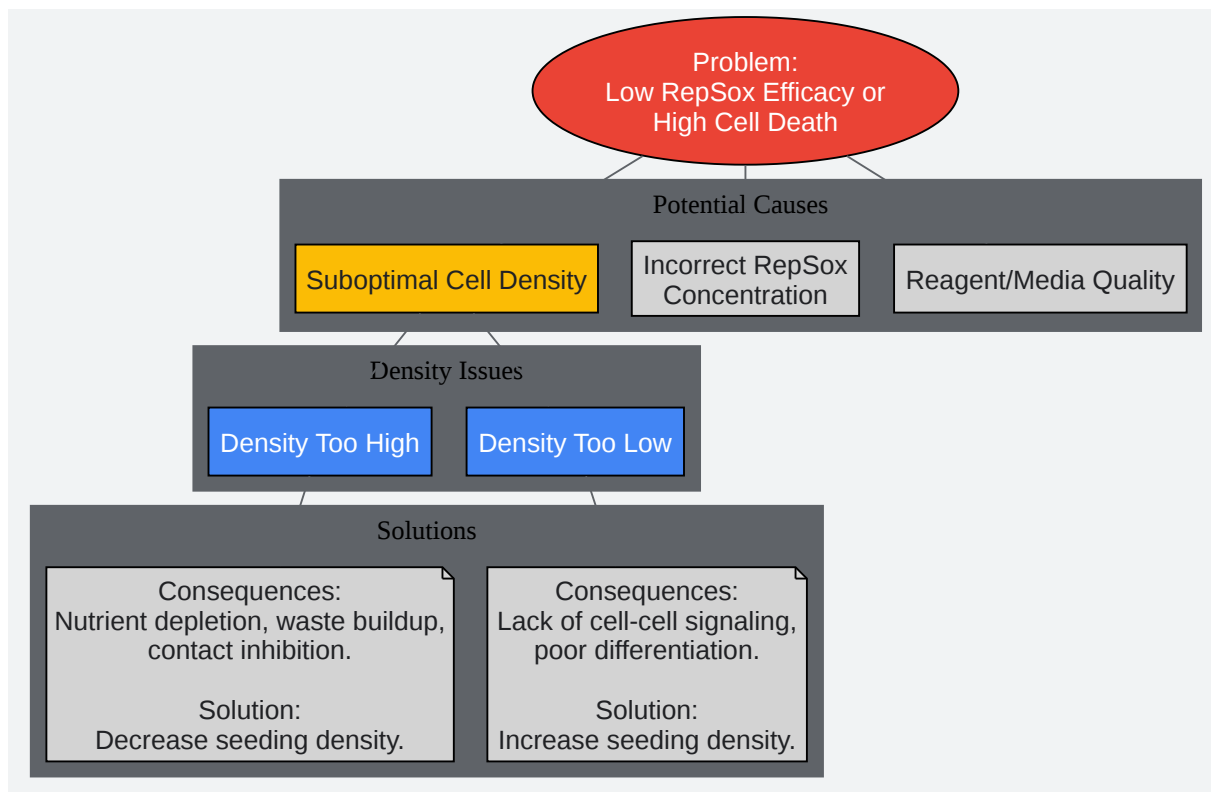 Problem:
Low RepSox Efficacy or
High Cell Death
Potential Causes
Suboptimal Cell Density
Incorrect RepSox
Concentration
Reagent/Media Quality
Density Issues
Density Too High
Density Too Low
Solutions
Consequences:
Nutrient depletion, waste buildup,
contact inhibition.
Solution:
Decrease seeding density.
Consequences:
Lack of cell-cell signaling,
poor differentiation.
Solution:
Increase seeding density.